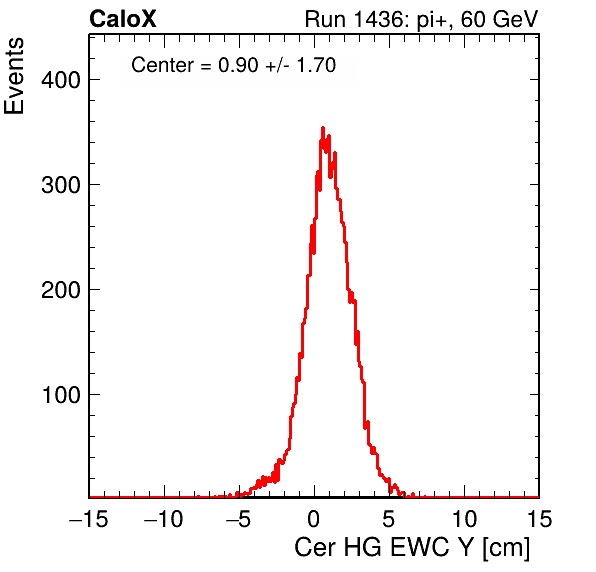 CaloX Run 1436: pi+, 60 GeV
Center = 0.90 +/- 1.70
Events
400
300
200
100
−15 −10 −5 0 5 10 15
Cer HG EWC Y [cm]